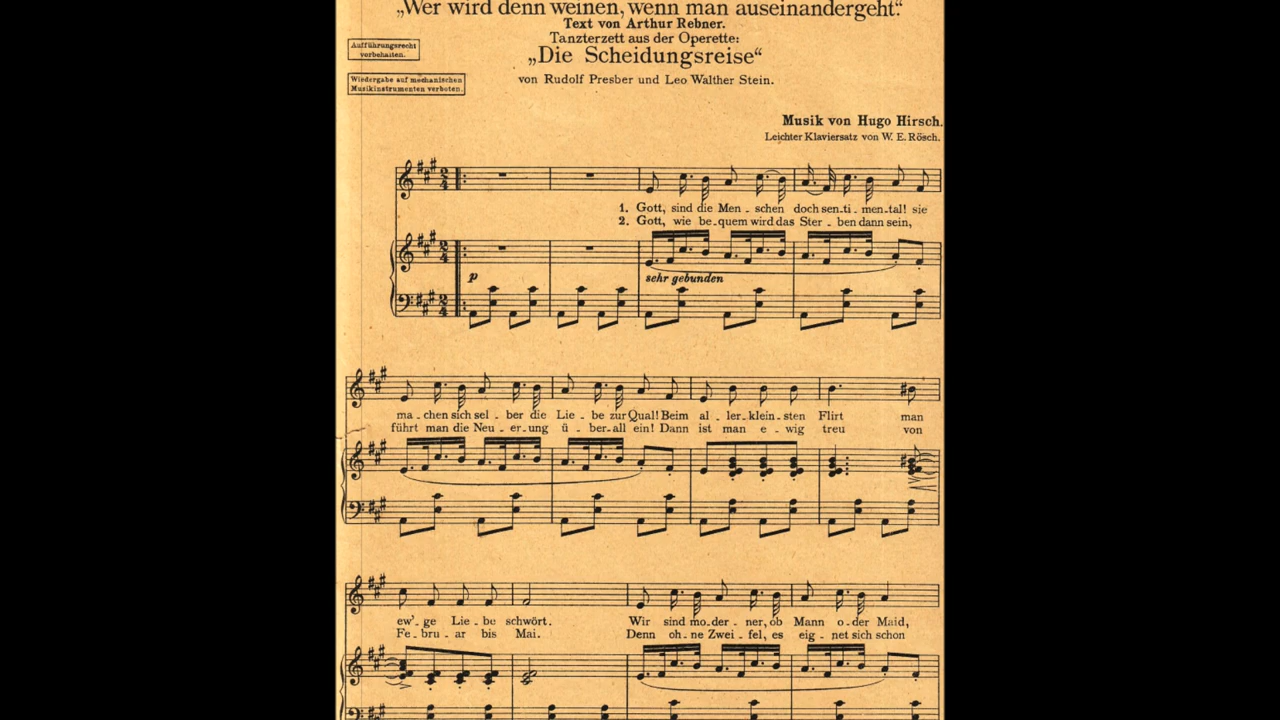 „Wer wird denn weinen, wenn man auseinandergeht.“
Text von Arthur Rebner.
Tanzterzett aus der Operette:
„Die Scheidungsreise“
von Rudolf Presber und Leo Walther Stein.
Aufführungsrecht
vorbehalten.
Wiedergabe auf mechanischen
Musikinstrumenten verboten.
Musik von Hugo Hirsch.
Leichter Klaviersatz von W. E. Rösch.
1. Gott, sind die Men - schen doch sen - ti - men - tal! sie
2. Gott, wie be - quem wird das Ster - ben dann sein,
p
sehr gebunden
ma - chen sich sel - ber die Lie - be zur Qual! Beim al - ler - klein - sten Flirt man
führt man die Neu - er - ung ü - ber - all ein! Dann ist man e - wig treu von
ew' - ge Lie - be schwört. Wir sind mo - der - ner, ob Mann o - der Maid,
Fe - bru - ar bis Mai. Denn oh - ne Zwei - fel, es eig - net sich schon